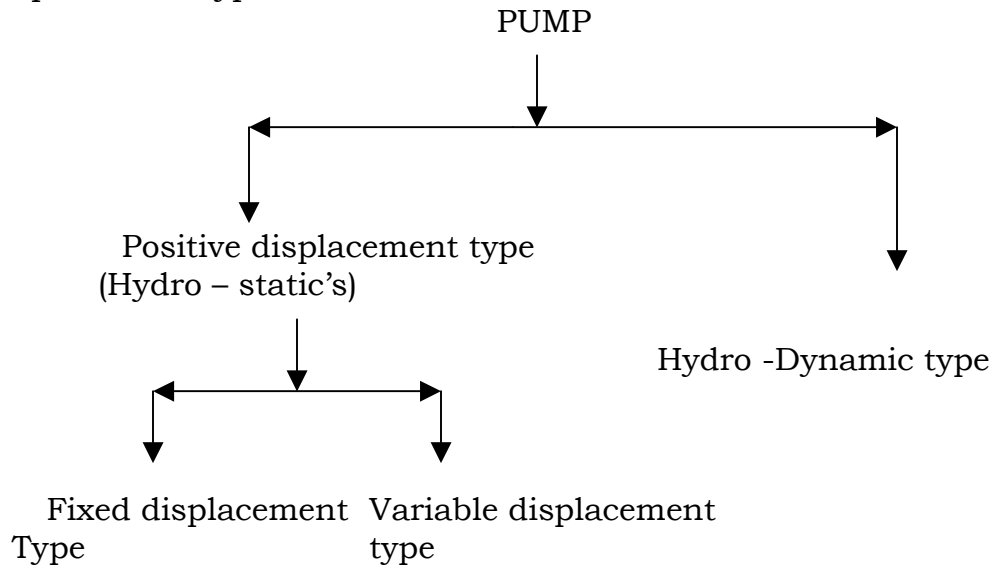 PUMP
Positive displacement type
(Hydro – static’s)
Hydro -Dynamic type
Fixed displacement Type
Variable displacement type